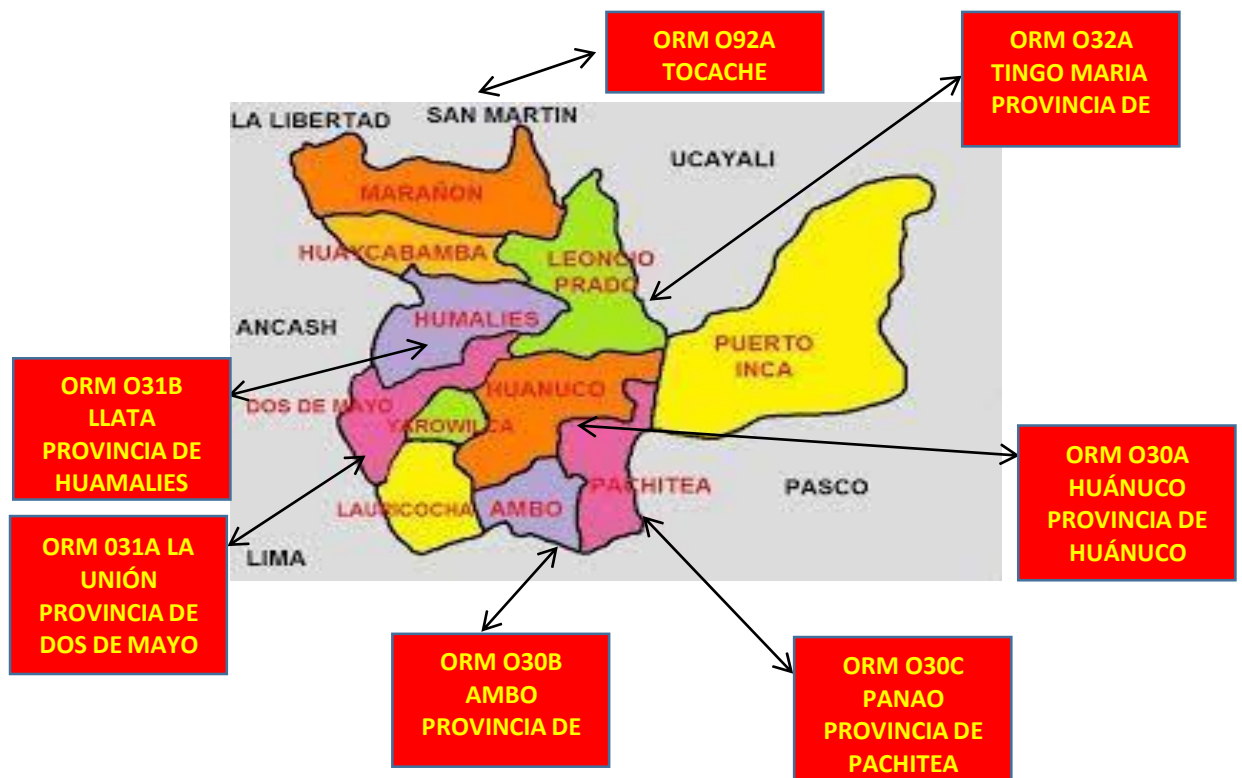 ORM O92A
TOCACHE
ORM O32A
TINGO MARIA
PROVINCIA DE
LA LIBERTAD
SAN MARTIN
UCAYALI
MARAÑON
HUAYCABAMBA
LEONCIO
PRADO
HUMALIES
ANCASH
PUERTO
INCA
HUANUCO
DOS DE MAYO
YAROWILCA
PACHITEA
PASCO
LAURICOCHA
AMBO
LIMA
ORM O31B
LLATA
PROVINCIA DE
HUAMALIES
ORM 031A LA
UNIÓN
PROVINCIA DE
DOS DE MAYO
ORM O30A
HUÁNUCO
PROVINCIA DE
HUÁNUCO
ORM O30B
AMBO
PROVINCIA DE
ORM O30C
PANAO
PROVINCIA DE
PACHITEA